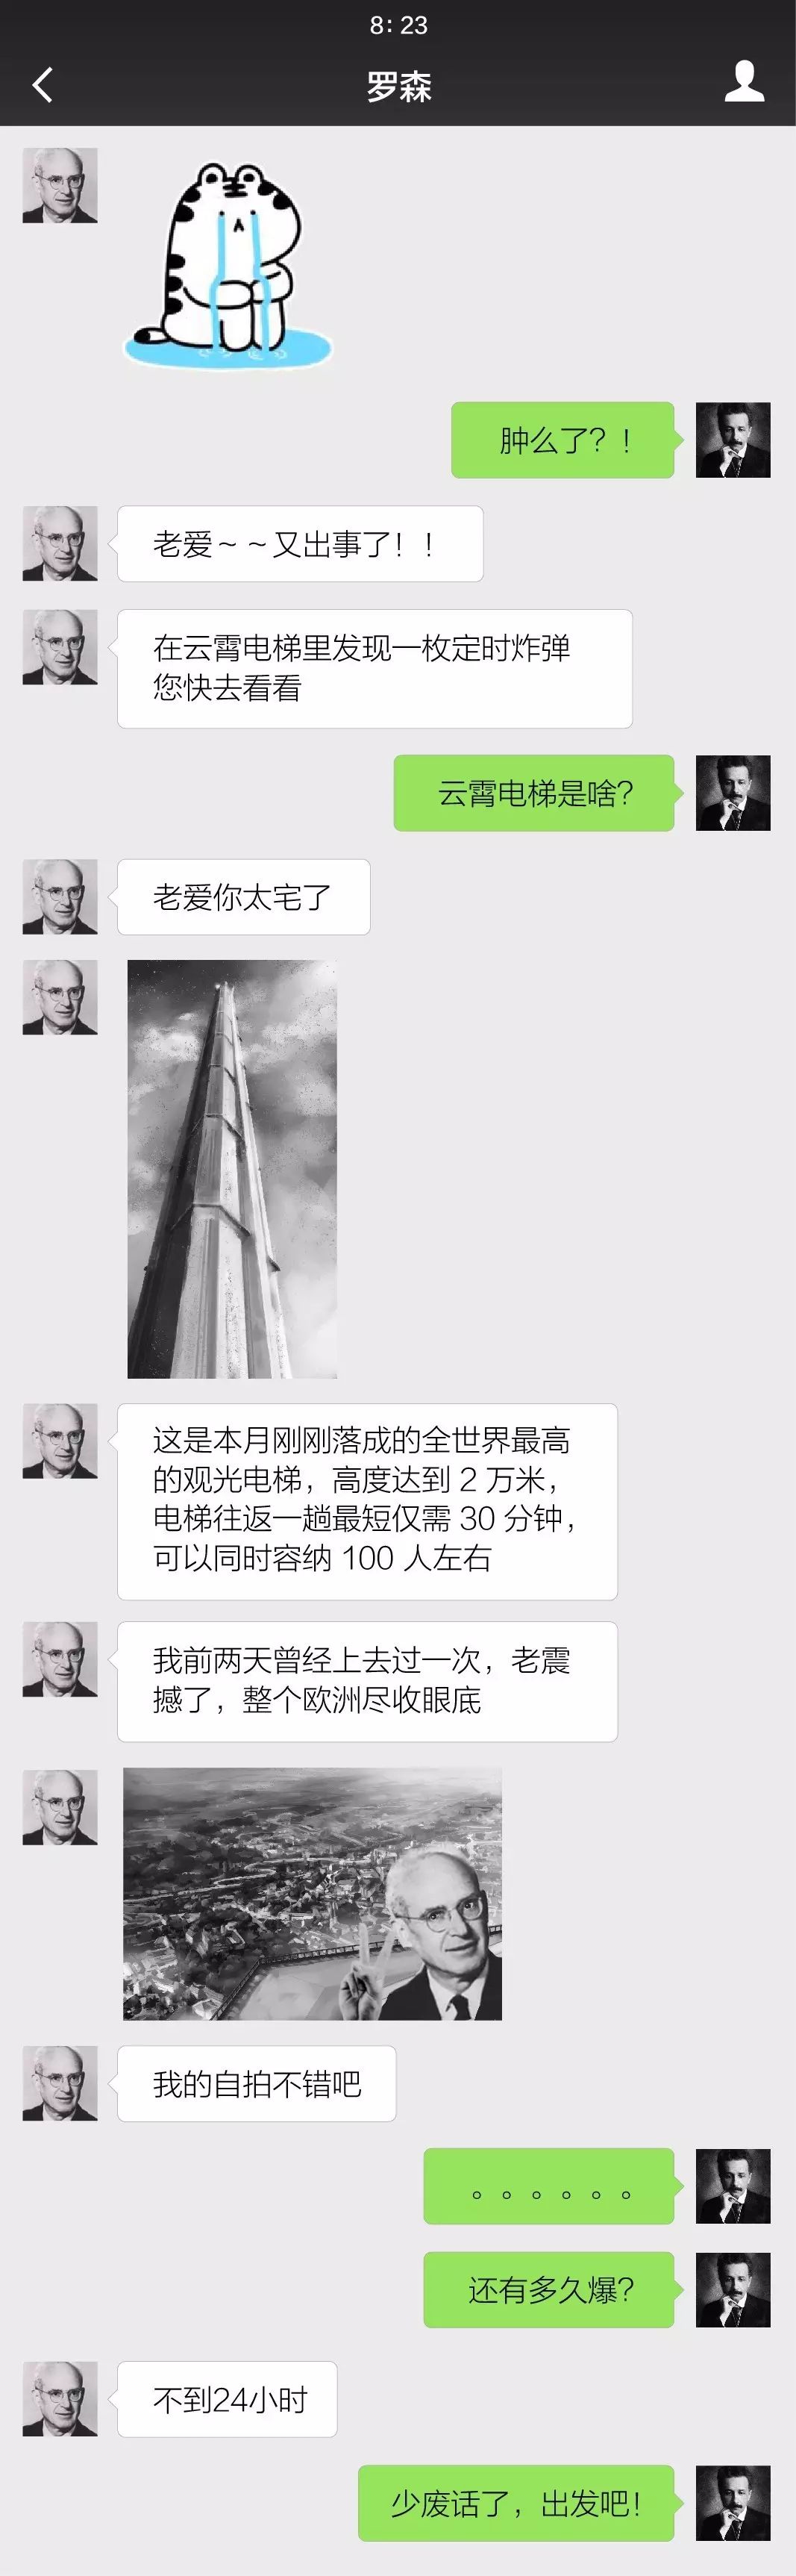 8:23
罗森
肿么了？！
老爱～～又出事了！！
在云霄电梯里发现一枚定时炸弹
您快去看看
云霄电梯是啥？
老爱你太宅了
这是本月刚刚落成的全世界最高
的观光电梯，高度达到 2 万米，
电梯往返一趟最短仅需 30 分钟，
可以同时容纳 100 人左右
我前两天曾经上去过一次，老震
撼了，整个欧洲尽收眼底
我的自拍不错吧
。。。。。。
还有多久爆？
不到24小时
少废话了，出发吧！